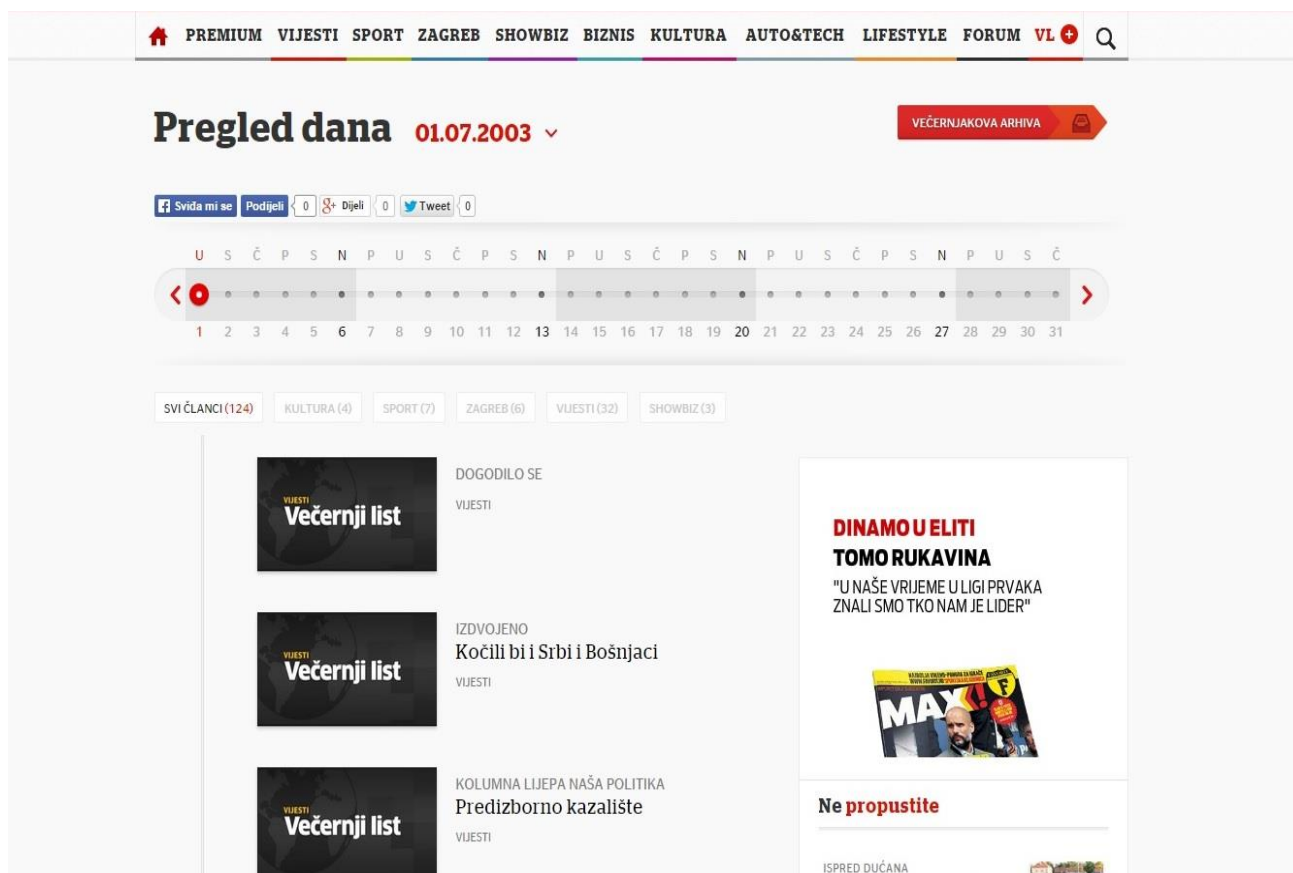 PREMIUM VIJESTI SPORT ZAGREB SHOWBIZ BIZNIS KULTURA AUTO&TECH LIFESTYLE FORUM VL +
Pregled dana 01.07.2003
VEČERNJAKOVA ARHIVA
Sviđa mi se Podijeli 0 g+ Dijeli 0 Tweet 0
U S Č P S N P U S Č P S N P U S Č P S N P U S Č P S N P U S Č
1 2 3 4 5 6 7 8 9 10 11 12 13 14 15 16 17 18 19 20 21 22 23 24 25 26 27 28 29 30 31
SVI ČLANCI (124) KULTURA (4) SPORT (7) ZAGREB (6) VIJESTI (32) SHOWBIZ (3)
VIJESTI
Večernji list
DOGODILO SE
VIJESTI
VIJESTI
Večernji list
IZDVOJENO
Kočili bi i Srbi i Bošnjaci
VIJESTI
VIJESTI
Večernji list
KOLUMNA LIJEPA NAŠA POLITIKA
Predizborno kazalište
VIJESTI
DINAMO U ELITI
TOMO RUKAVINA
"U NAŠE VRIJEME U LIGI PRVAKA
ZNALI SMO TKO NAM JE LIDER"
MAX!
Ne propustite
ISPRED DUĆANA